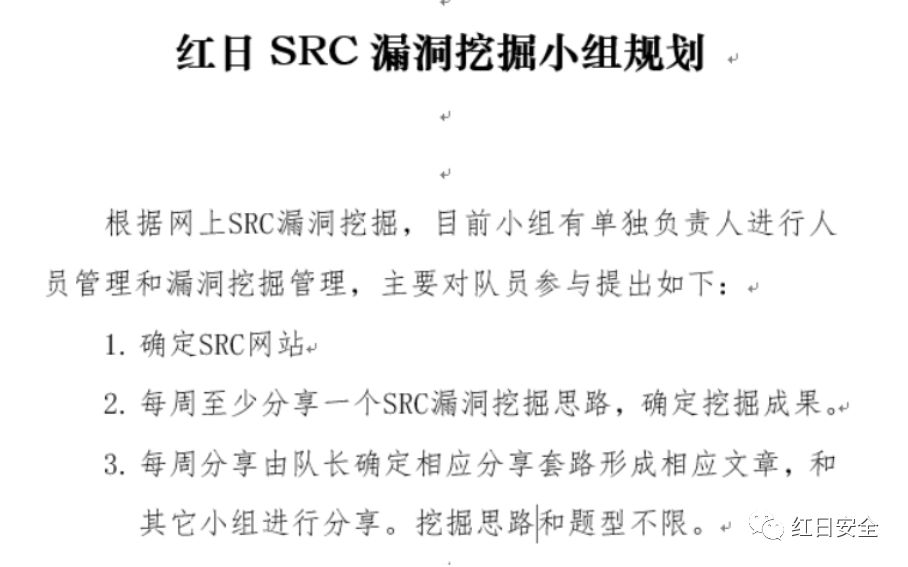 红日 SRC 漏洞挖掘小组规划
根据网上SRC漏洞挖掘，目前小组有单独负责人进行人
员管理和漏洞挖掘管理，主要对队员参与提出如下：
1. 确定SRC网站
2. 每周至少分享一个SRC漏洞挖掘思路，确定挖掘成果。
3. 每周分享由队长确定相应分享套路形成相应文章，和
其它小组进行分享。挖掘思路和题型不限。
红日安全